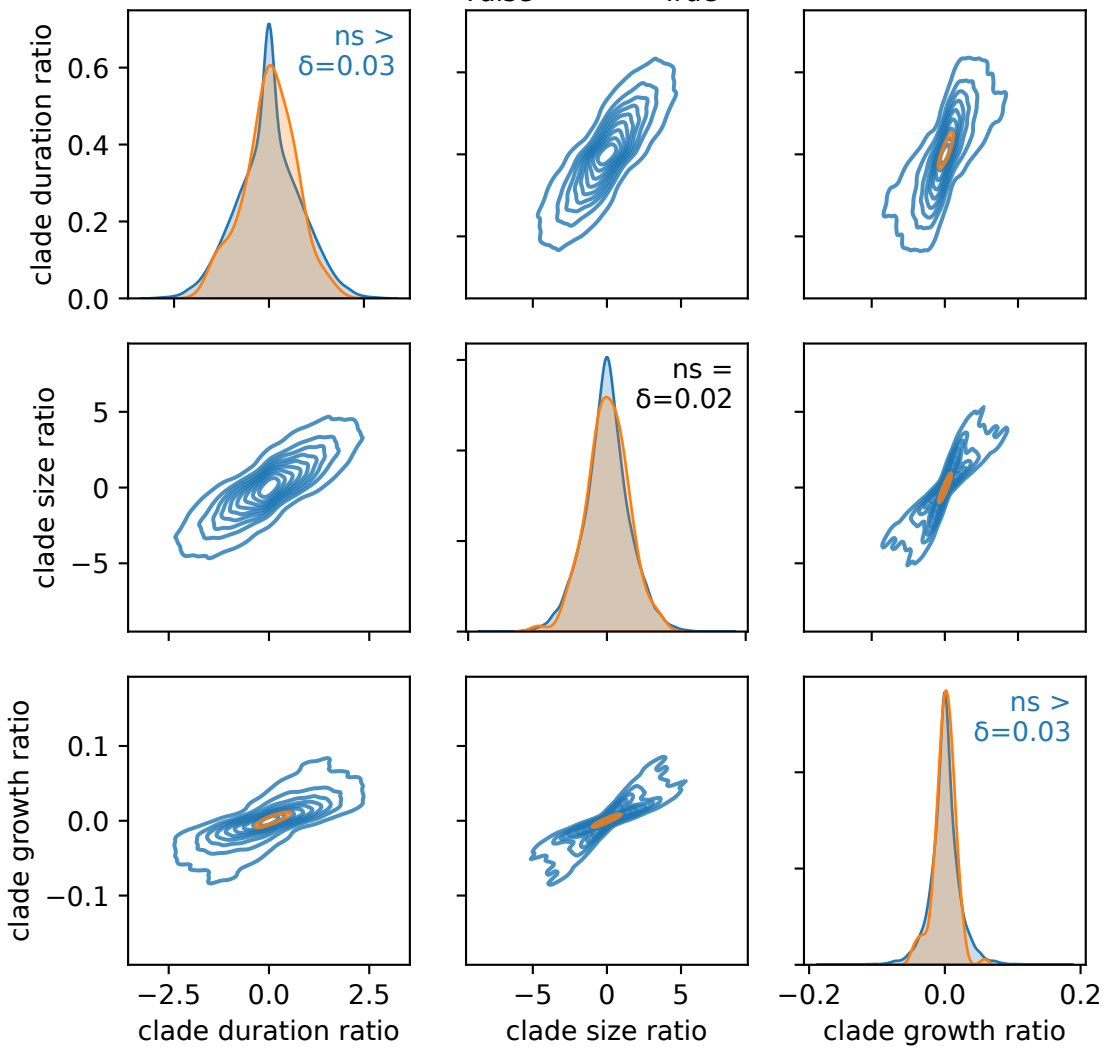 clade duration ratio
0.6
0.4
0.2
0.0
ns >
δ=0.03
clade size ratio
5
0
−5
ns =
δ=0.02
clade growth ratio
0.1
0.0
−0.1
ns >
δ=0.03
−2.5 0.0 2.5
clade duration ratio
−5 0 5
clade size ratio
−0.2 0.0 0.2
clade growth ratio